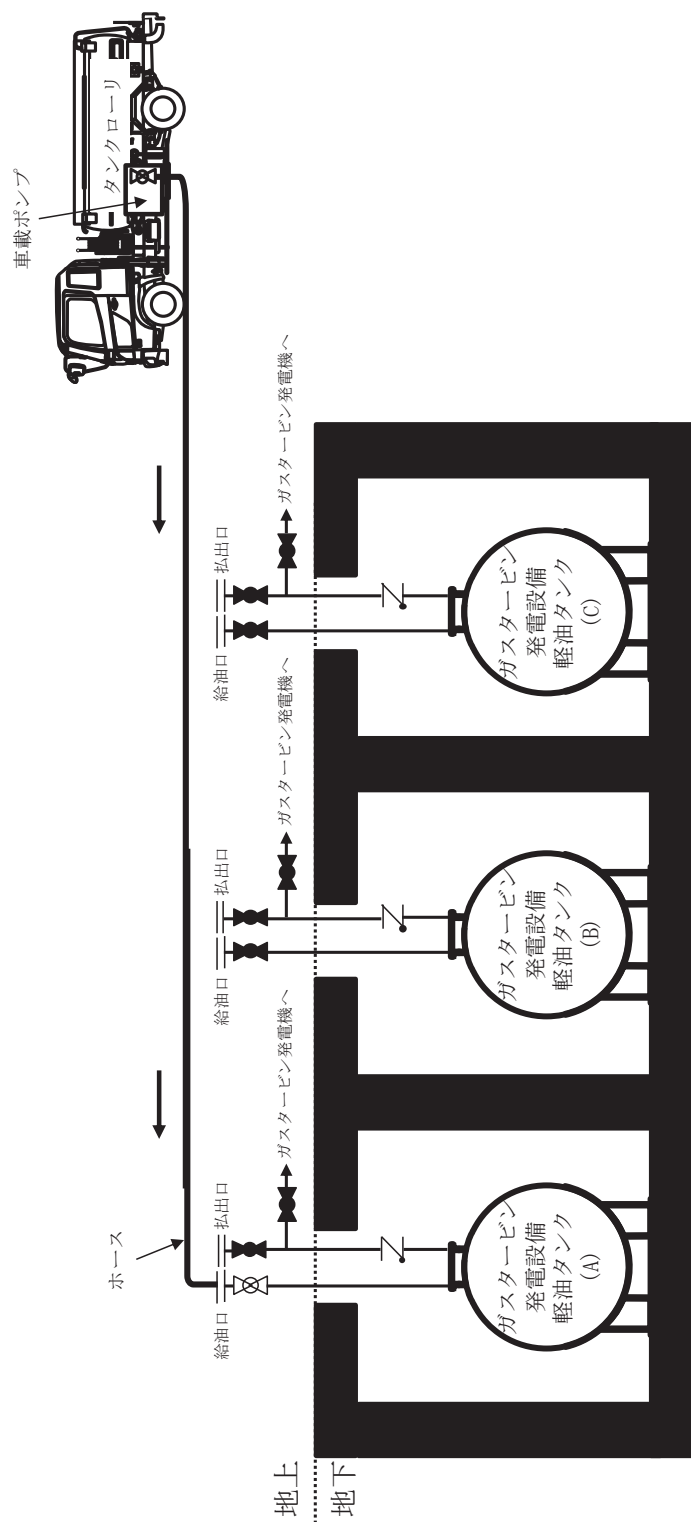 車載ポンプ
タンクローリ
ホース
給油口
払出口
ガスタービン発電機へ
給油口
払出口
ガスタービン発電機へ
給油口
払出口
ガスタービン発電機へ
地上
地下
ガスタービン
発電設備
軽油タンク
(A)
ガスタービン
発電設備
軽油タンク
(B)
ガスタービン
発電設備
軽油タンク
(C)